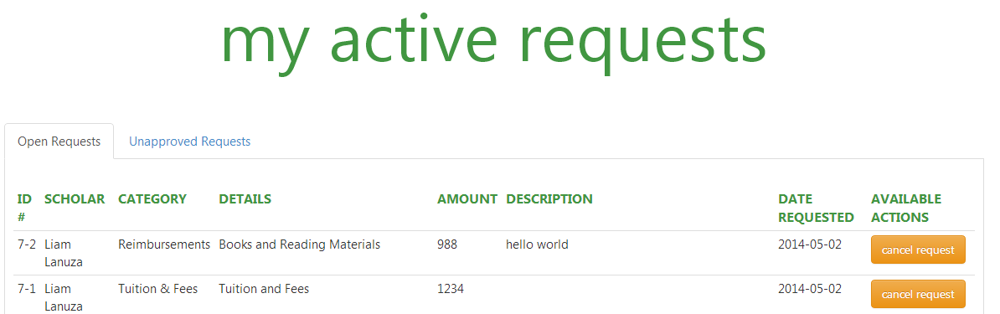 my active requests
Open Requests Unapproved Requests
ID # SCHOLAR CATEGORY DETAILS AMOUNT DESCRIPTION DATE REQUESTED AVAILABLE ACTIONS
7-2 Liam Lanuza Reimbursements Books and Reading Materials 988 hello world 2014-05-02 cancel request
7-1 Liam Lanuza Tuition & Fees Tuition and Fees 1234 2014-05-02 cancel request